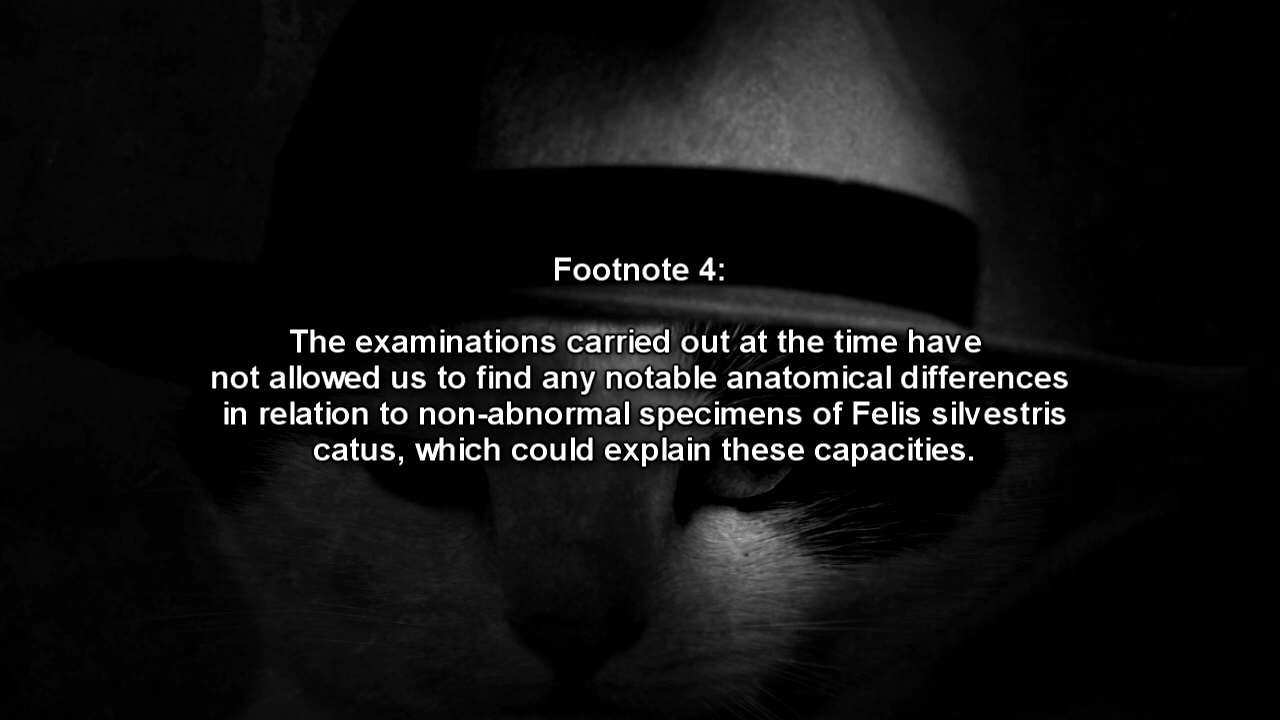 Footnote 4:
The examinations carried out at the time have
not allowed us to find any notable anatomical differences
in relation to non-abnormal specimens of Felis silvestris
catus, which could explain these capacities.